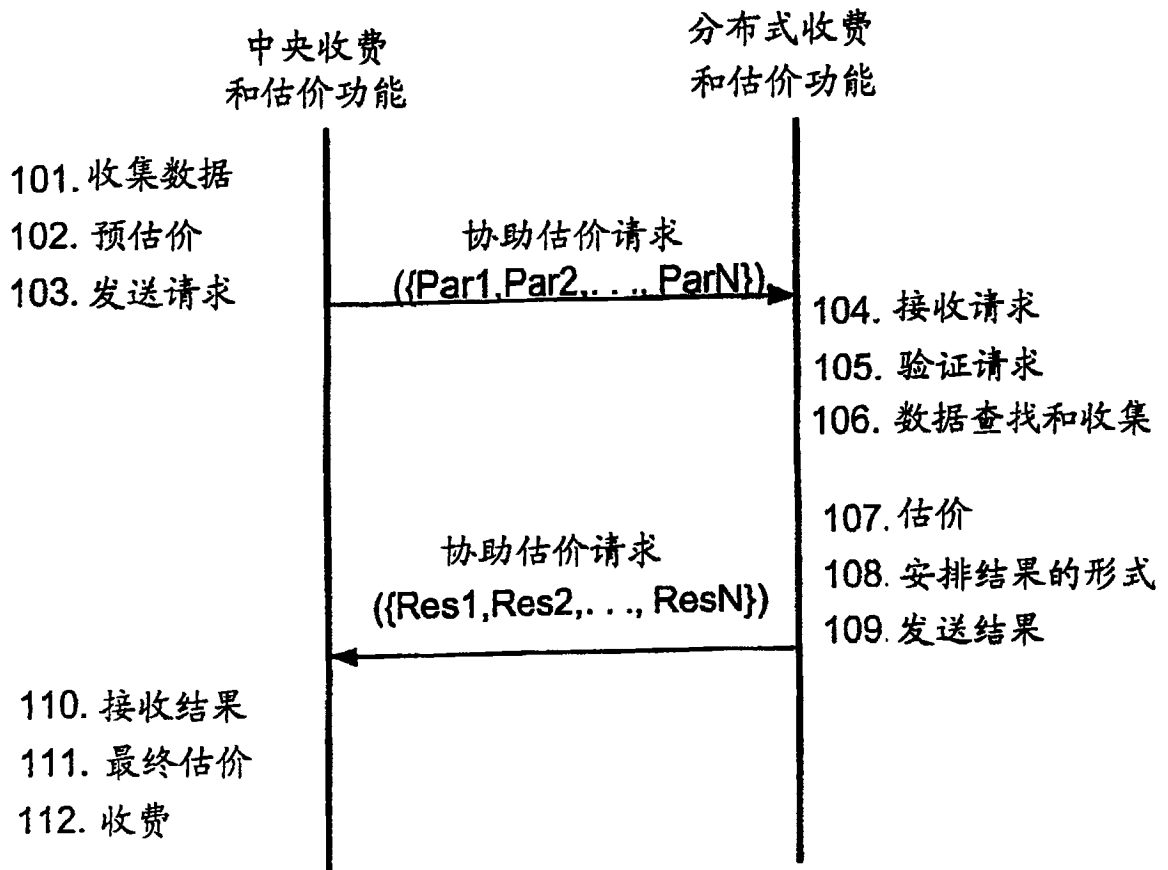 中央收费
和估价功能
分布式收费
和估价功能
101. 收集数据
102. 预估价
103. 发送请求
协助估价请求
({Par1,Par2,. . ., ParN})
104. 接收请求
105. 验证请求
106. 数据查找和收集
107. 估价
108. 安排结果的形式
109. 发送结果
协助估价请求
({Res1,Res2,. . ., ResN})
110. 接收结果
111. 最终估价
112. 收费